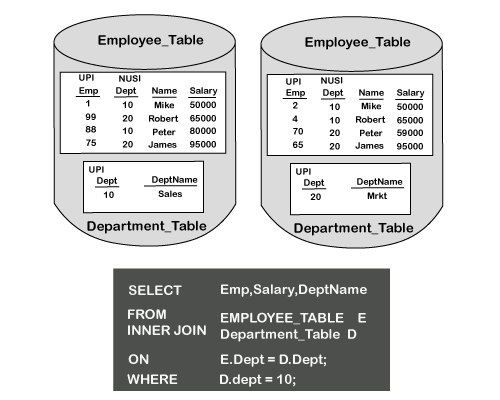 Employee_Table
UPI NUSI
Emp Dept Name Salary
1 10 Mike 50000
99 20 Robert 65000
88 10 Peter 80000
75 20 James 95000
UPI
Dept DeptName
10 Sales
Department_Table
Employee_Table
UPI NUSI
Emp Dept Name Salary
2 10 Mike 50000
4 10 Robert 65000
70 20 Peter 59000
65 20 James 95000
UPI
Dept DeptName
20 Mrkt
Department_Table
SELECT Emp,Salary,DeptName
FROM EMPLOYEE_TABLE E
INNER JOIN Department_Table D
ON E.Dept = D.Dept;
WHERE D.dept = 10;